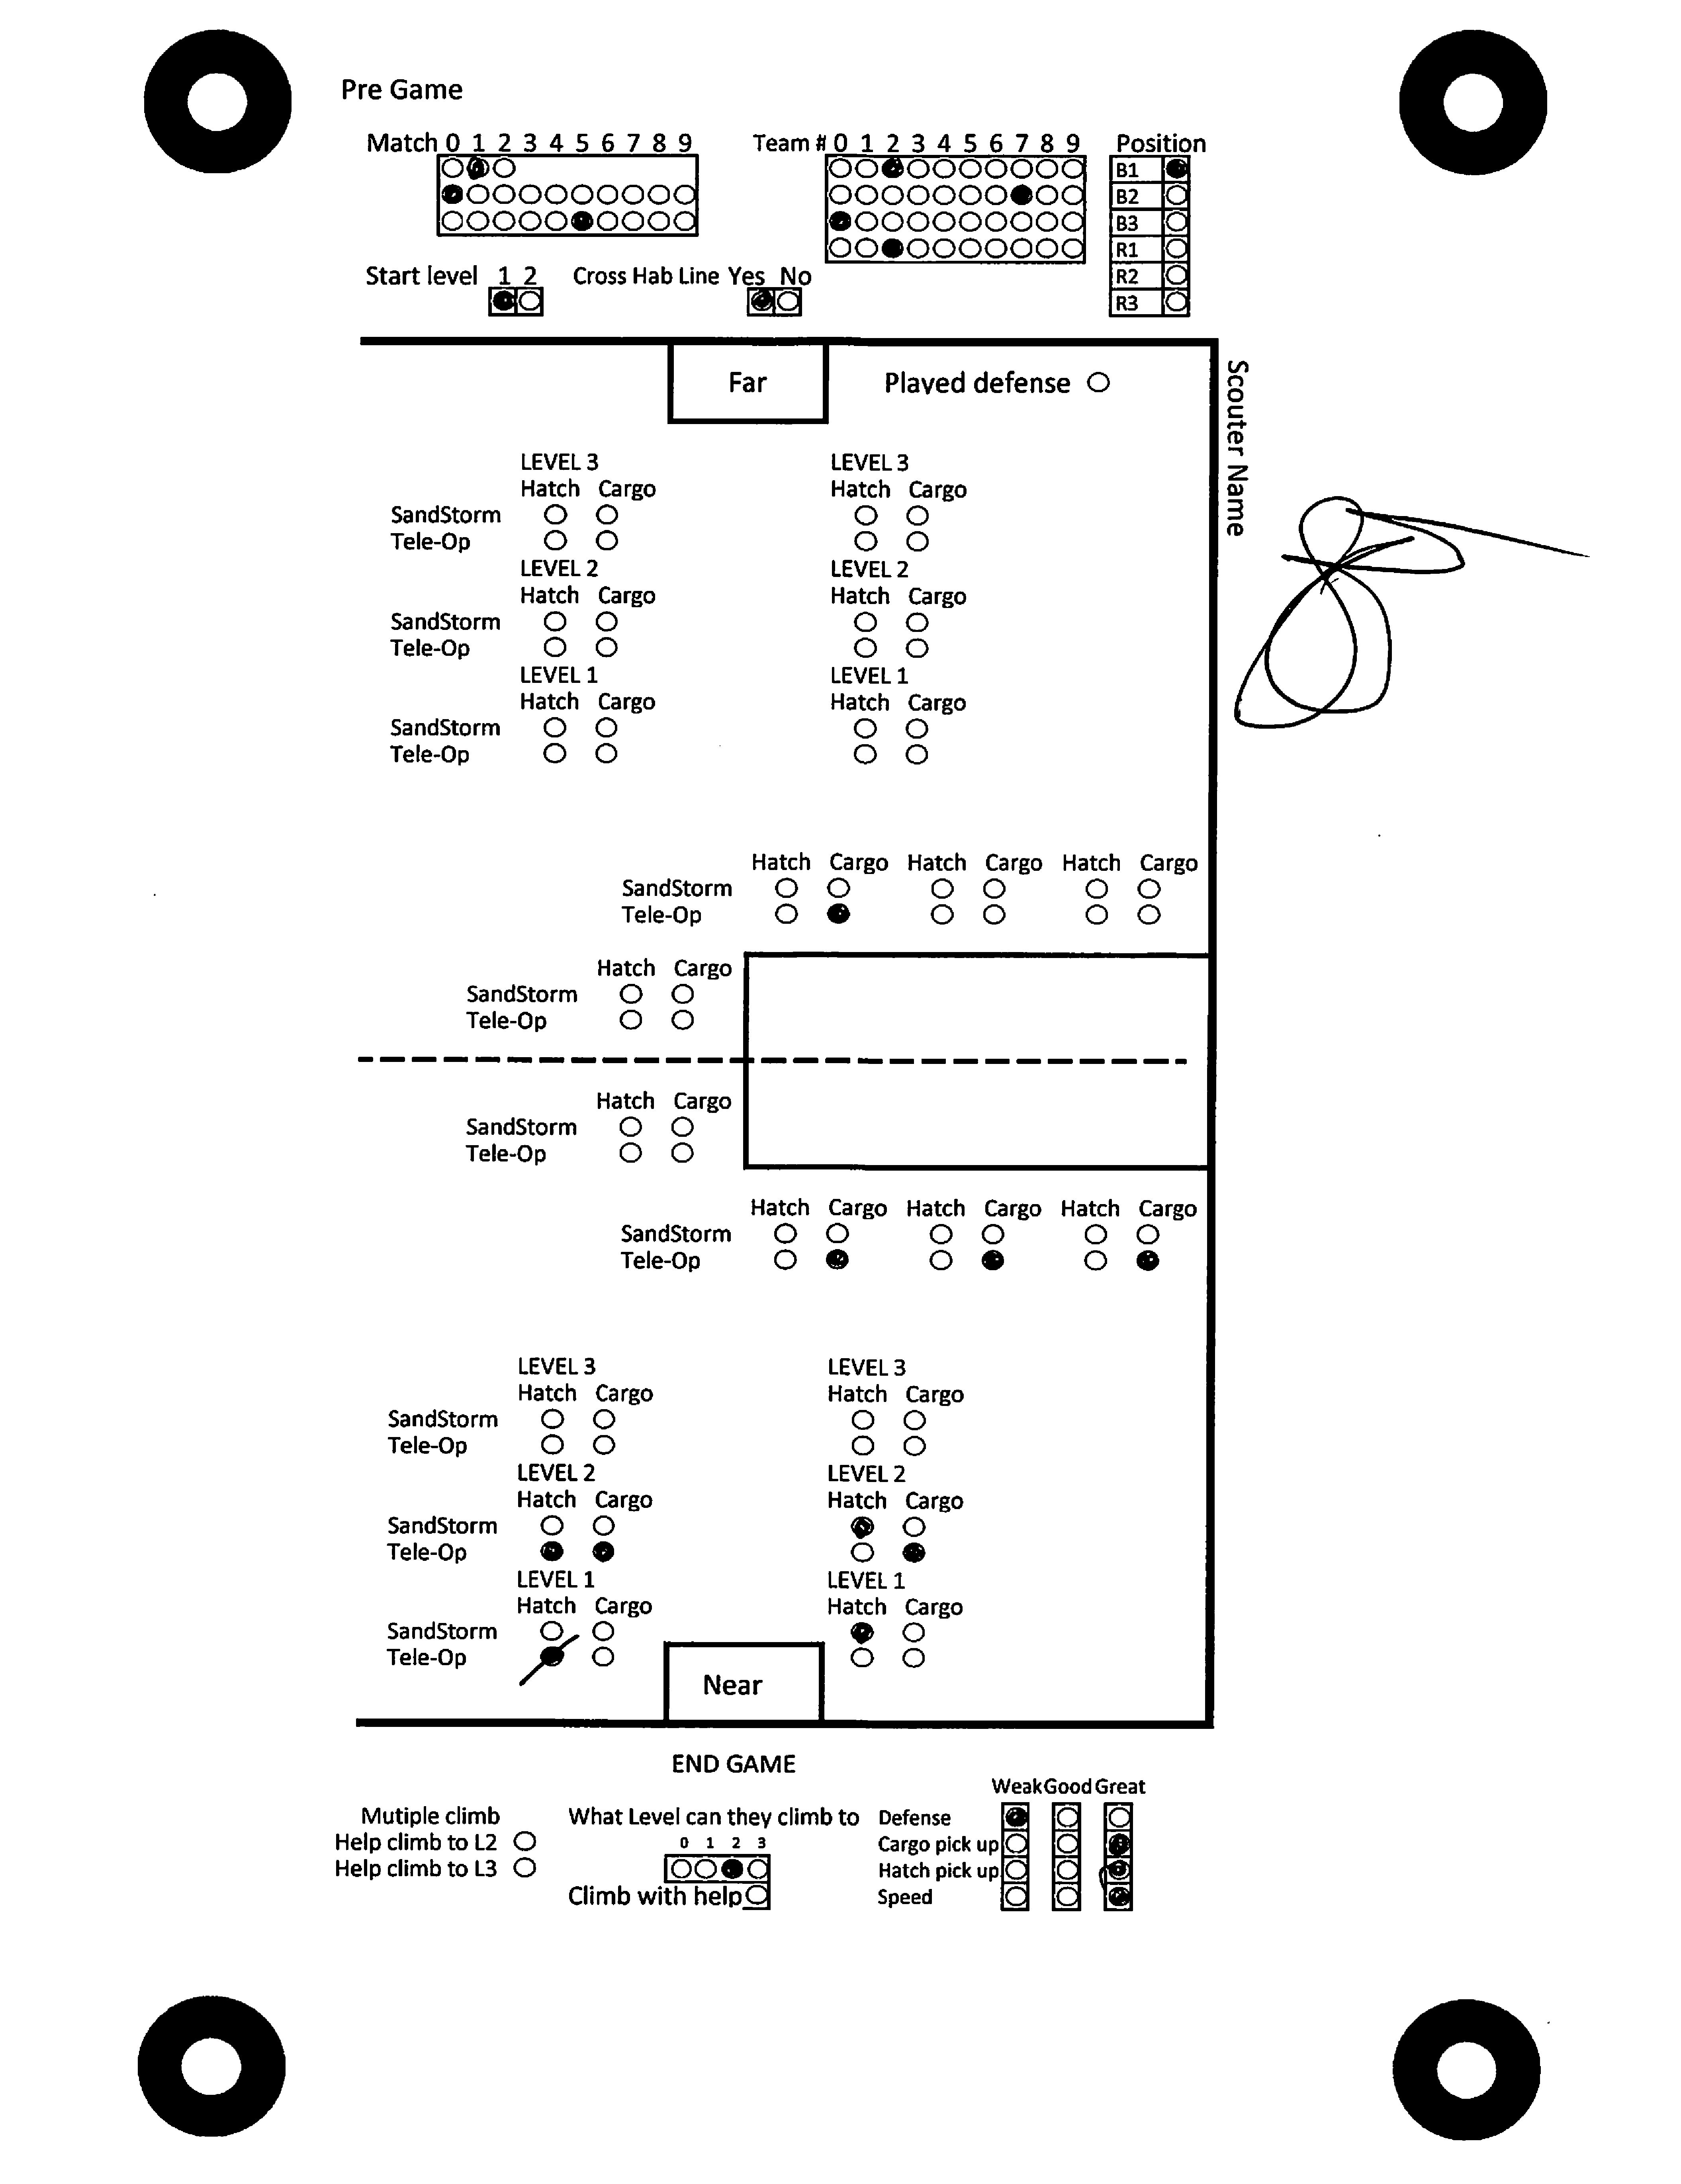 Pre Game
Match 0 1 2 3 4 5 6 7 8 9
Team # 0 1 2 3 4 5 6 7 8 9
Position
B1
B2
B3
R1
R2
R3
Start level 1 2
Cross Hab Line Yes No
Far
Played defense
Scouter Name
LEVEL 3 LEVEL 3
Hatch Cargo Hatch Cargo
SandStorm
Tele-Op
LEVEL 2 LEVEL 2
Hatch Cargo Hatch Cargo
SandStorm
Tele-Op
LEVEL 1 LEVEL 1
Hatch Cargo Hatch Cargo
SandStorm
Tele-Op
Hatch Cargo Hatch Cargo Hatch Cargo
SandStorm
Tele-Op
Hatch Cargo
SandStorm
Tele-Op
Hatch Cargo
SandStorm
Tele-Op
Hatch Cargo Hatch Cargo Hatch Cargo
SandStorm
Tele-Op
LEVEL 3 LEVEL 3
Hatch Cargo Hatch Cargo
SandStorm
Tele-Op
LEVEL 2 LEVEL 2
Hatch Cargo Hatch Cargo
SandStorm
Tele-Op
LEVEL 1 LEVEL 1
Hatch Cargo Hatch Cargo
SandStorm
Tele-Op
Near
END GAME
Mutiple climb
Help climb to L2
Help climb to L3
What Level can they climb to
0 1 2 3
Climb with help
Weak Good Great
Defense
Cargo pick up
Hatch pick up
Speed